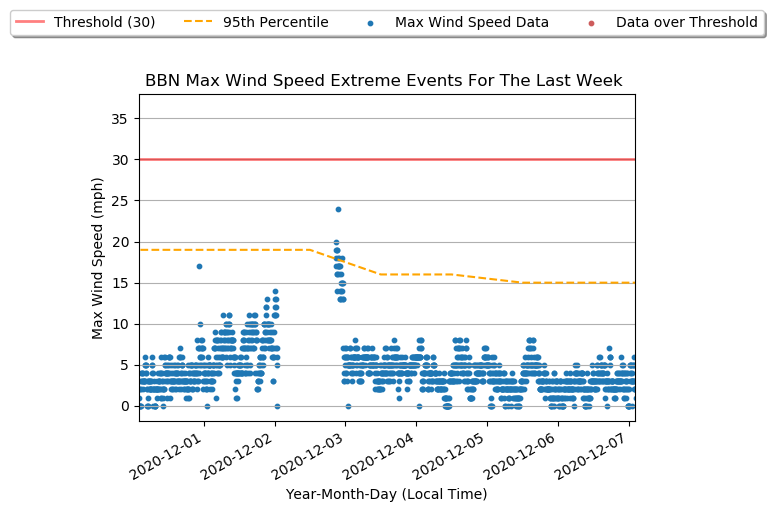 Threshold (30) 95th Percentile Max Wind Speed Data Data over Threshold
BBN Max Wind Speed Extreme Events For The Last Week
Max Wind Speed (mph)
35
30
25
20
15
10
5
0
2020-12-01 2020-12-02 2020-12-03 2020-12-04 2020-12-05 2020-12-06 2020-12-07
Year-Month-Day (Local Time)